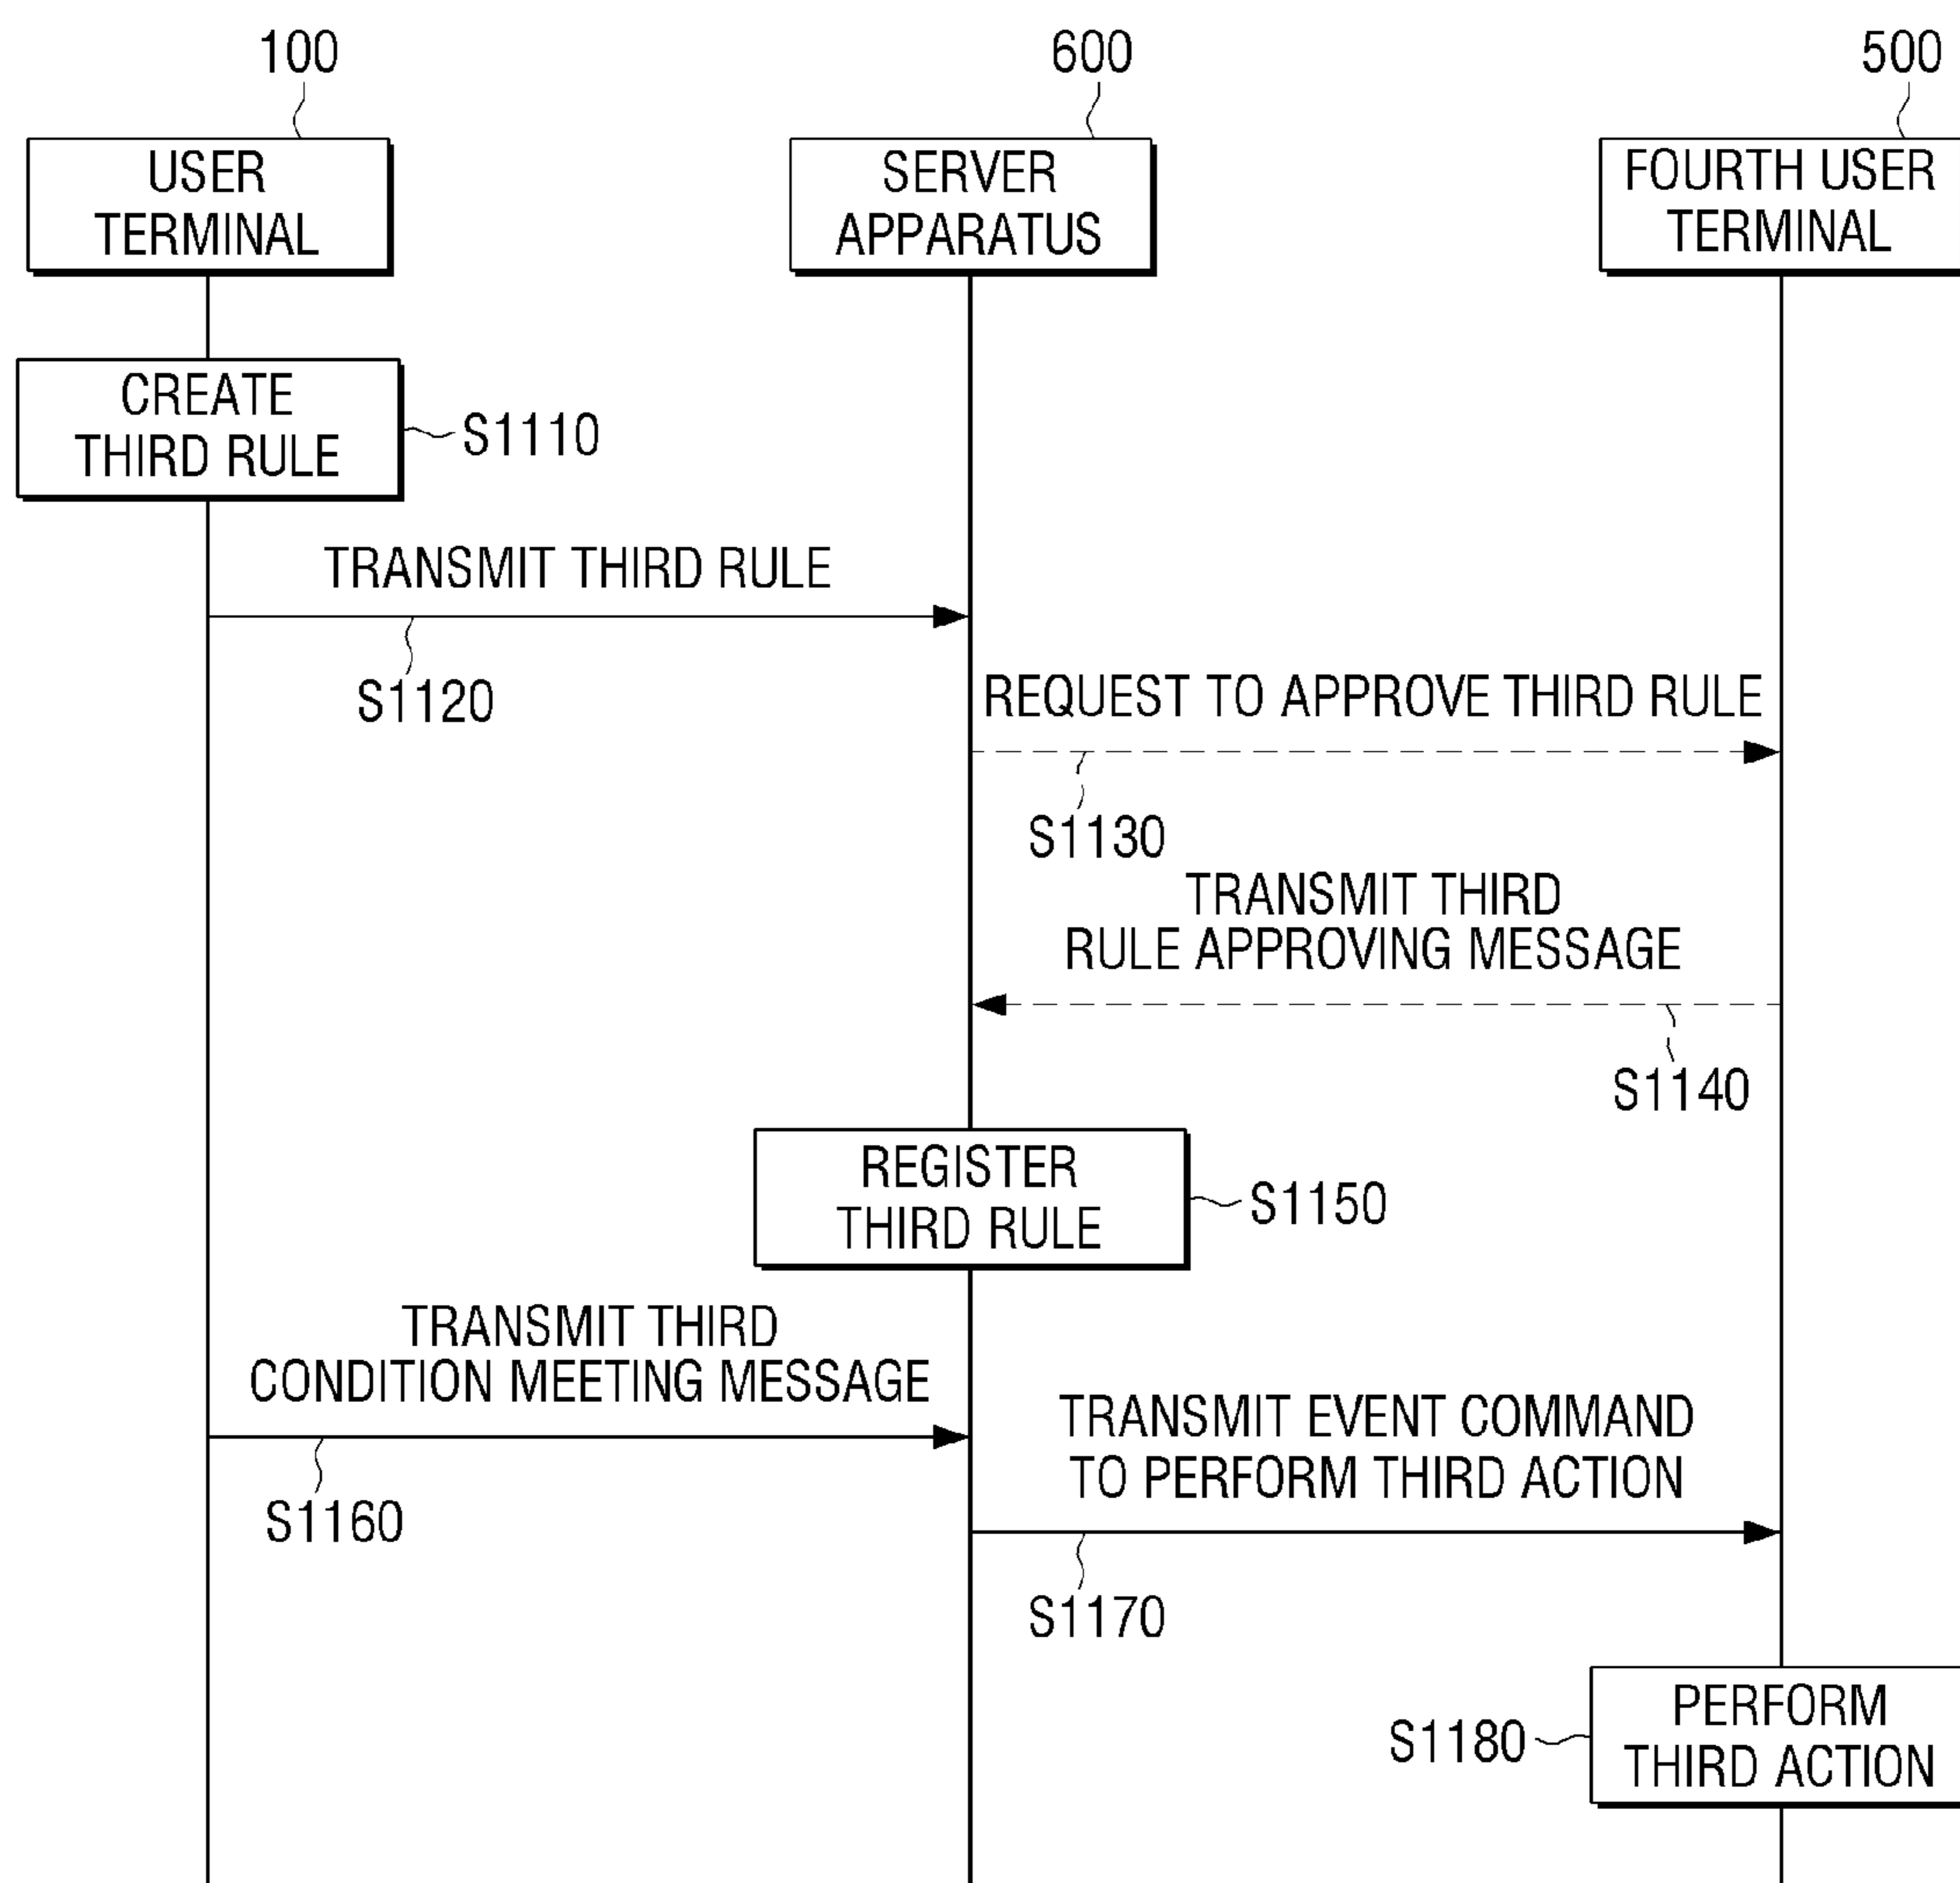 100
600
500
USER
TERMINAL
SERVER
APPARATUS
FOURTH USER
TERMINAL
CREATE
THIRD RULE
S1110
TRANSMIT THIRD RULE
S1120
REQUEST TO APPROVE THIRD RULE
S1130
TRANSMIT THIRD
RULE APPROVING MESSAGE
S1140
REGISTER
THIRD RULE
S1150
TRANSMIT THIRD
CONDITION MEETING MESSAGE
S1160
TRANSMIT EVENT COMMAND
TO PERFORM THIRD ACTION
S1170
PERFORM
THIRD ACTION
S1180